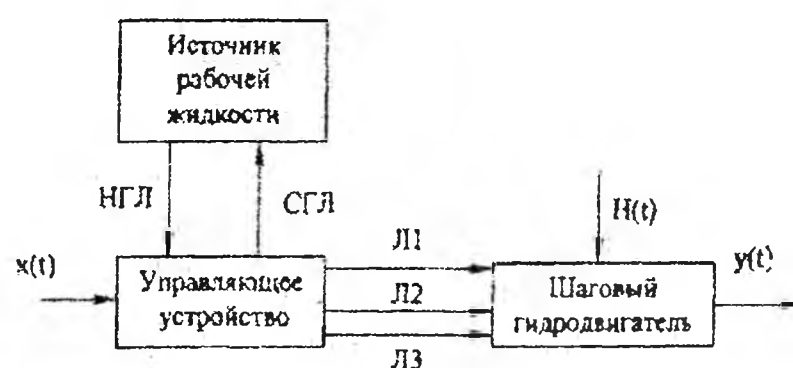 Источник
рабочей
жидкости
НГЛ
СГЛ
H(t)
x(t)
Управляющее
устройство
Л1
Л2
Л3
Шаговый
гидродвигатель
y(t)